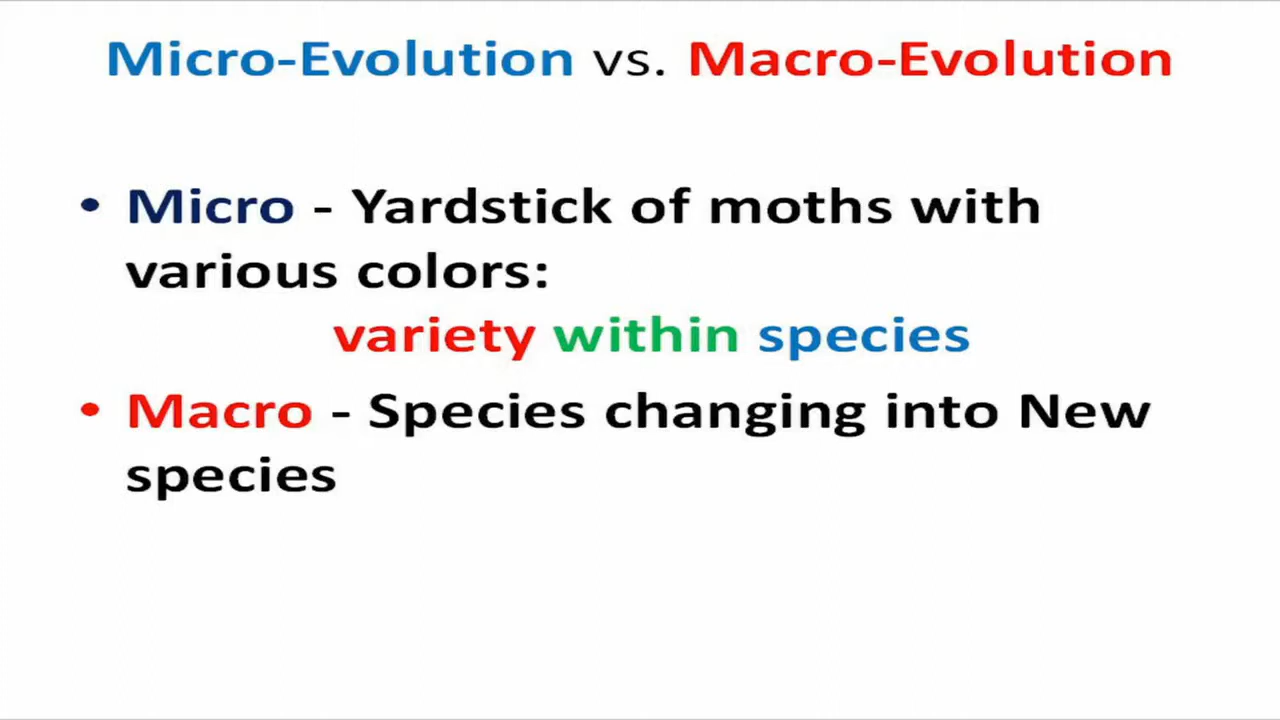 Micro-Evolution vs. Macro-Evolution
• Micro - Yardstick of moths with
various colors:
variety within species
• Macro - Species changing into New
species